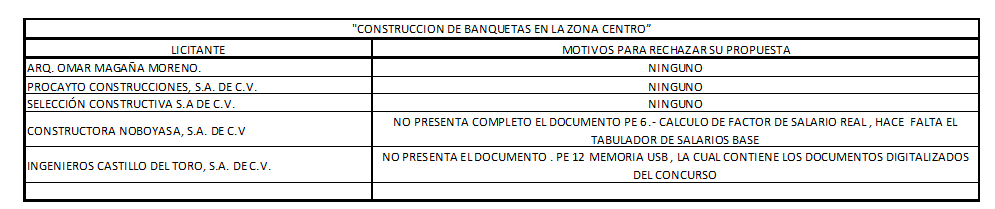 "CONSTRUCCION DE BANQUETAS EN LA ZONA CENTRO”
LICITANTE MOTIVOS PARA RECHAZAR SU PROPUESTA
ARQ. OMAR MAGAÑA MORENO. NINGUNO
PROCAYTO CONSTRUCCIONES, S.A. DE C.V. NINGUNO
SELECCIÓN CONSTRUCTIVA S.A DE C.V. NINGUNO
CONSTRUCTORA NOBOYASA, S.A. DE C.V NO PRESENTA COMPLETO EL DOCUMENTO PE 6 .- CALCULO DE FACTOR DE SALARIO REAL , HACE FALTA EL
TABULADOR DE SALARIOS BASE
INGENIEROS CASTILLO DEL TORO, S.A. DE C.V. NO PRESENTA EL DOCUMENTO . PE 12 MEMORIA USB , LA CUAL CONTIENE LOS DOCUMENTOS DIGITALIZADOS
DEL CONCURSO